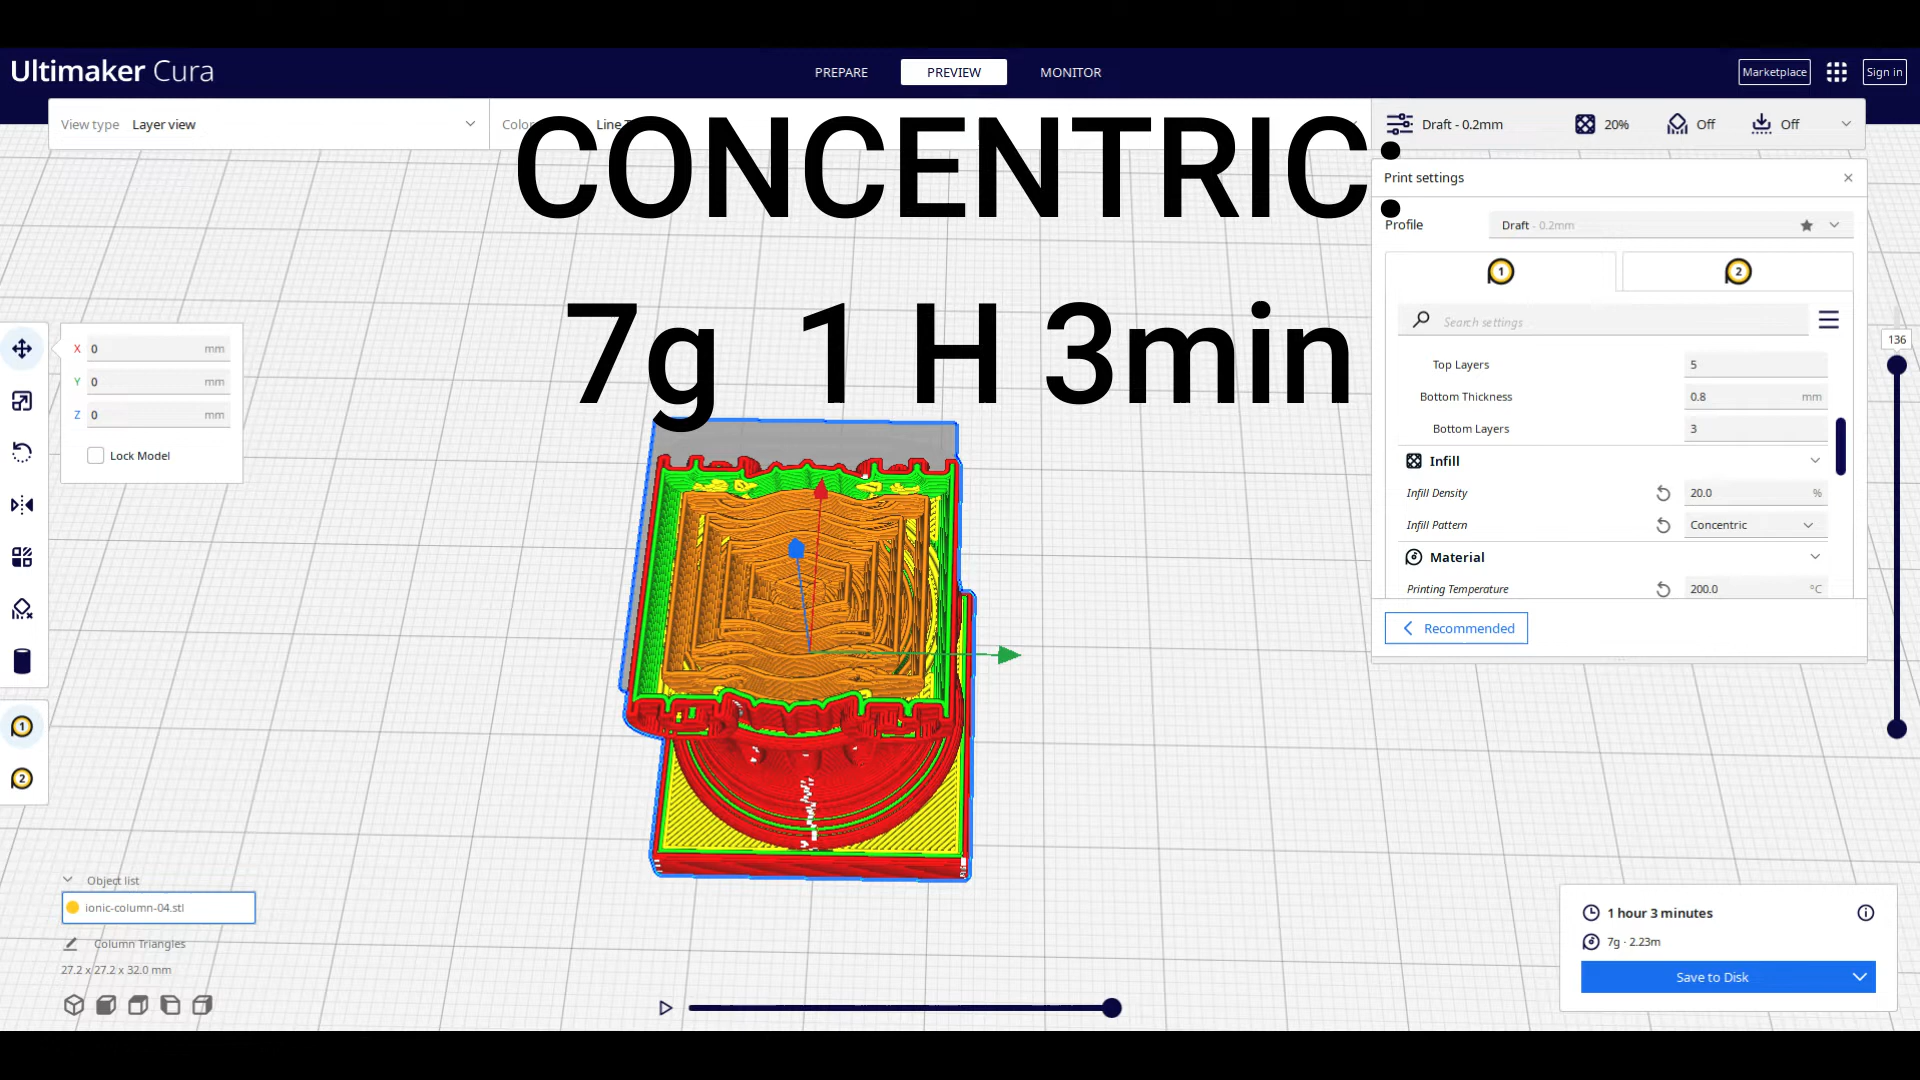 Ultimaker Cura
PREPARE
PREVIEW
MONITOR
Marketplace
Sign in
View type Layer view
Line T
CONCENTRIC:
7g 1 H 3min
Draft - 0.2mm
20%
Off
Off
Print settings
Profile
Draft - 0.2mm
1
2
Search settings
Top Layers 5
Bottom Thickness 0.8 mm
Bottom Layers 3
Infill
Infill Density 20.0 %
Infill Pattern Concentric
Material
Printing Temperature 200.0 °C
Recommended
136
X 0 mm
Y 0 mm
Z 0 mm
Lock Model
1
2
Object list
ionic-column-04.stl
Column Triangles
27.2 x 27.2 x 32.0 mm
1 hour 3 minutes
7g · 2.23m
Save to Disk